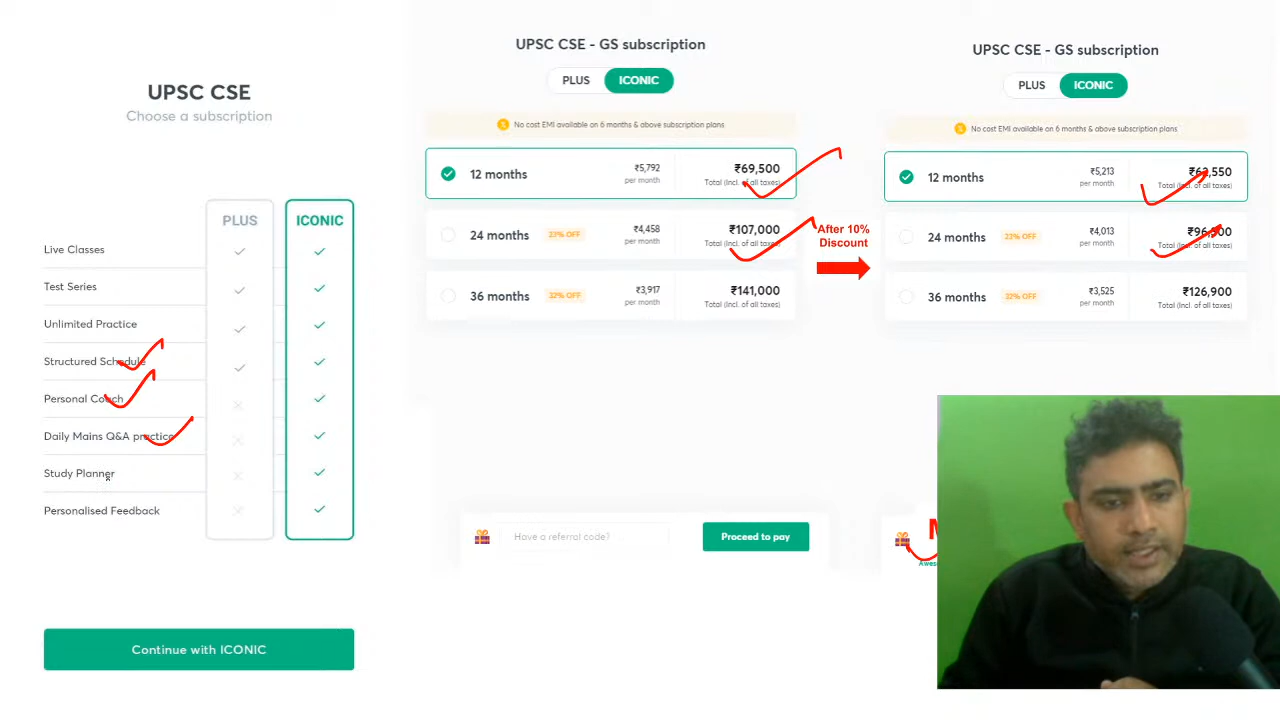 UPSC CSE
Choose a subscription
PLUS
ICONIC
Live Classes
Test Series
Unlimited Practice
Structured Schedule
Personal Coach
Daily Mains Q&A practice
Study Planner
Personalised Feedback
Continue with ICONIC
UPSC CSE - GS subscription
PLUS
ICONIC
No cost EMI available on 6 months & above subscription plans
12 months
₹5,792
per month
₹69,500
Total (Incl. of all taxes)
24 months
23% OFF
₹4,458
per month
₹107,000
Total (Incl. of all taxes)
36 months
32% OFF
₹3,917
per month
₹141,000
Total (Incl. of all taxes)
Have a referral code?
Proceed to pay
After 10%
Discount
UPSC CSE - GS subscription
PLUS
ICONIC
No cost EMI available on 6 months & above subscription plans
12 months
₹5,213
per month
₹62,550
Total (Incl. of all taxes)
24 months
23% OFF
₹4,013
per month
Total (Incl. of all taxes)
36 months
₹3,525
per month
₹126,900
Total (Incl. of all taxes)